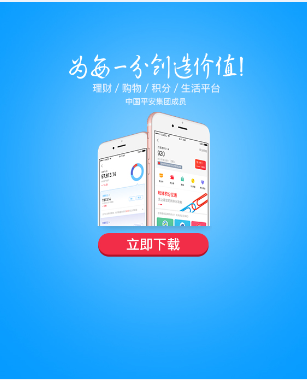 为每一分创造价值!
理财 / 购物 / 积分 / 生活平台
中国平安集团成员
920
立即下载